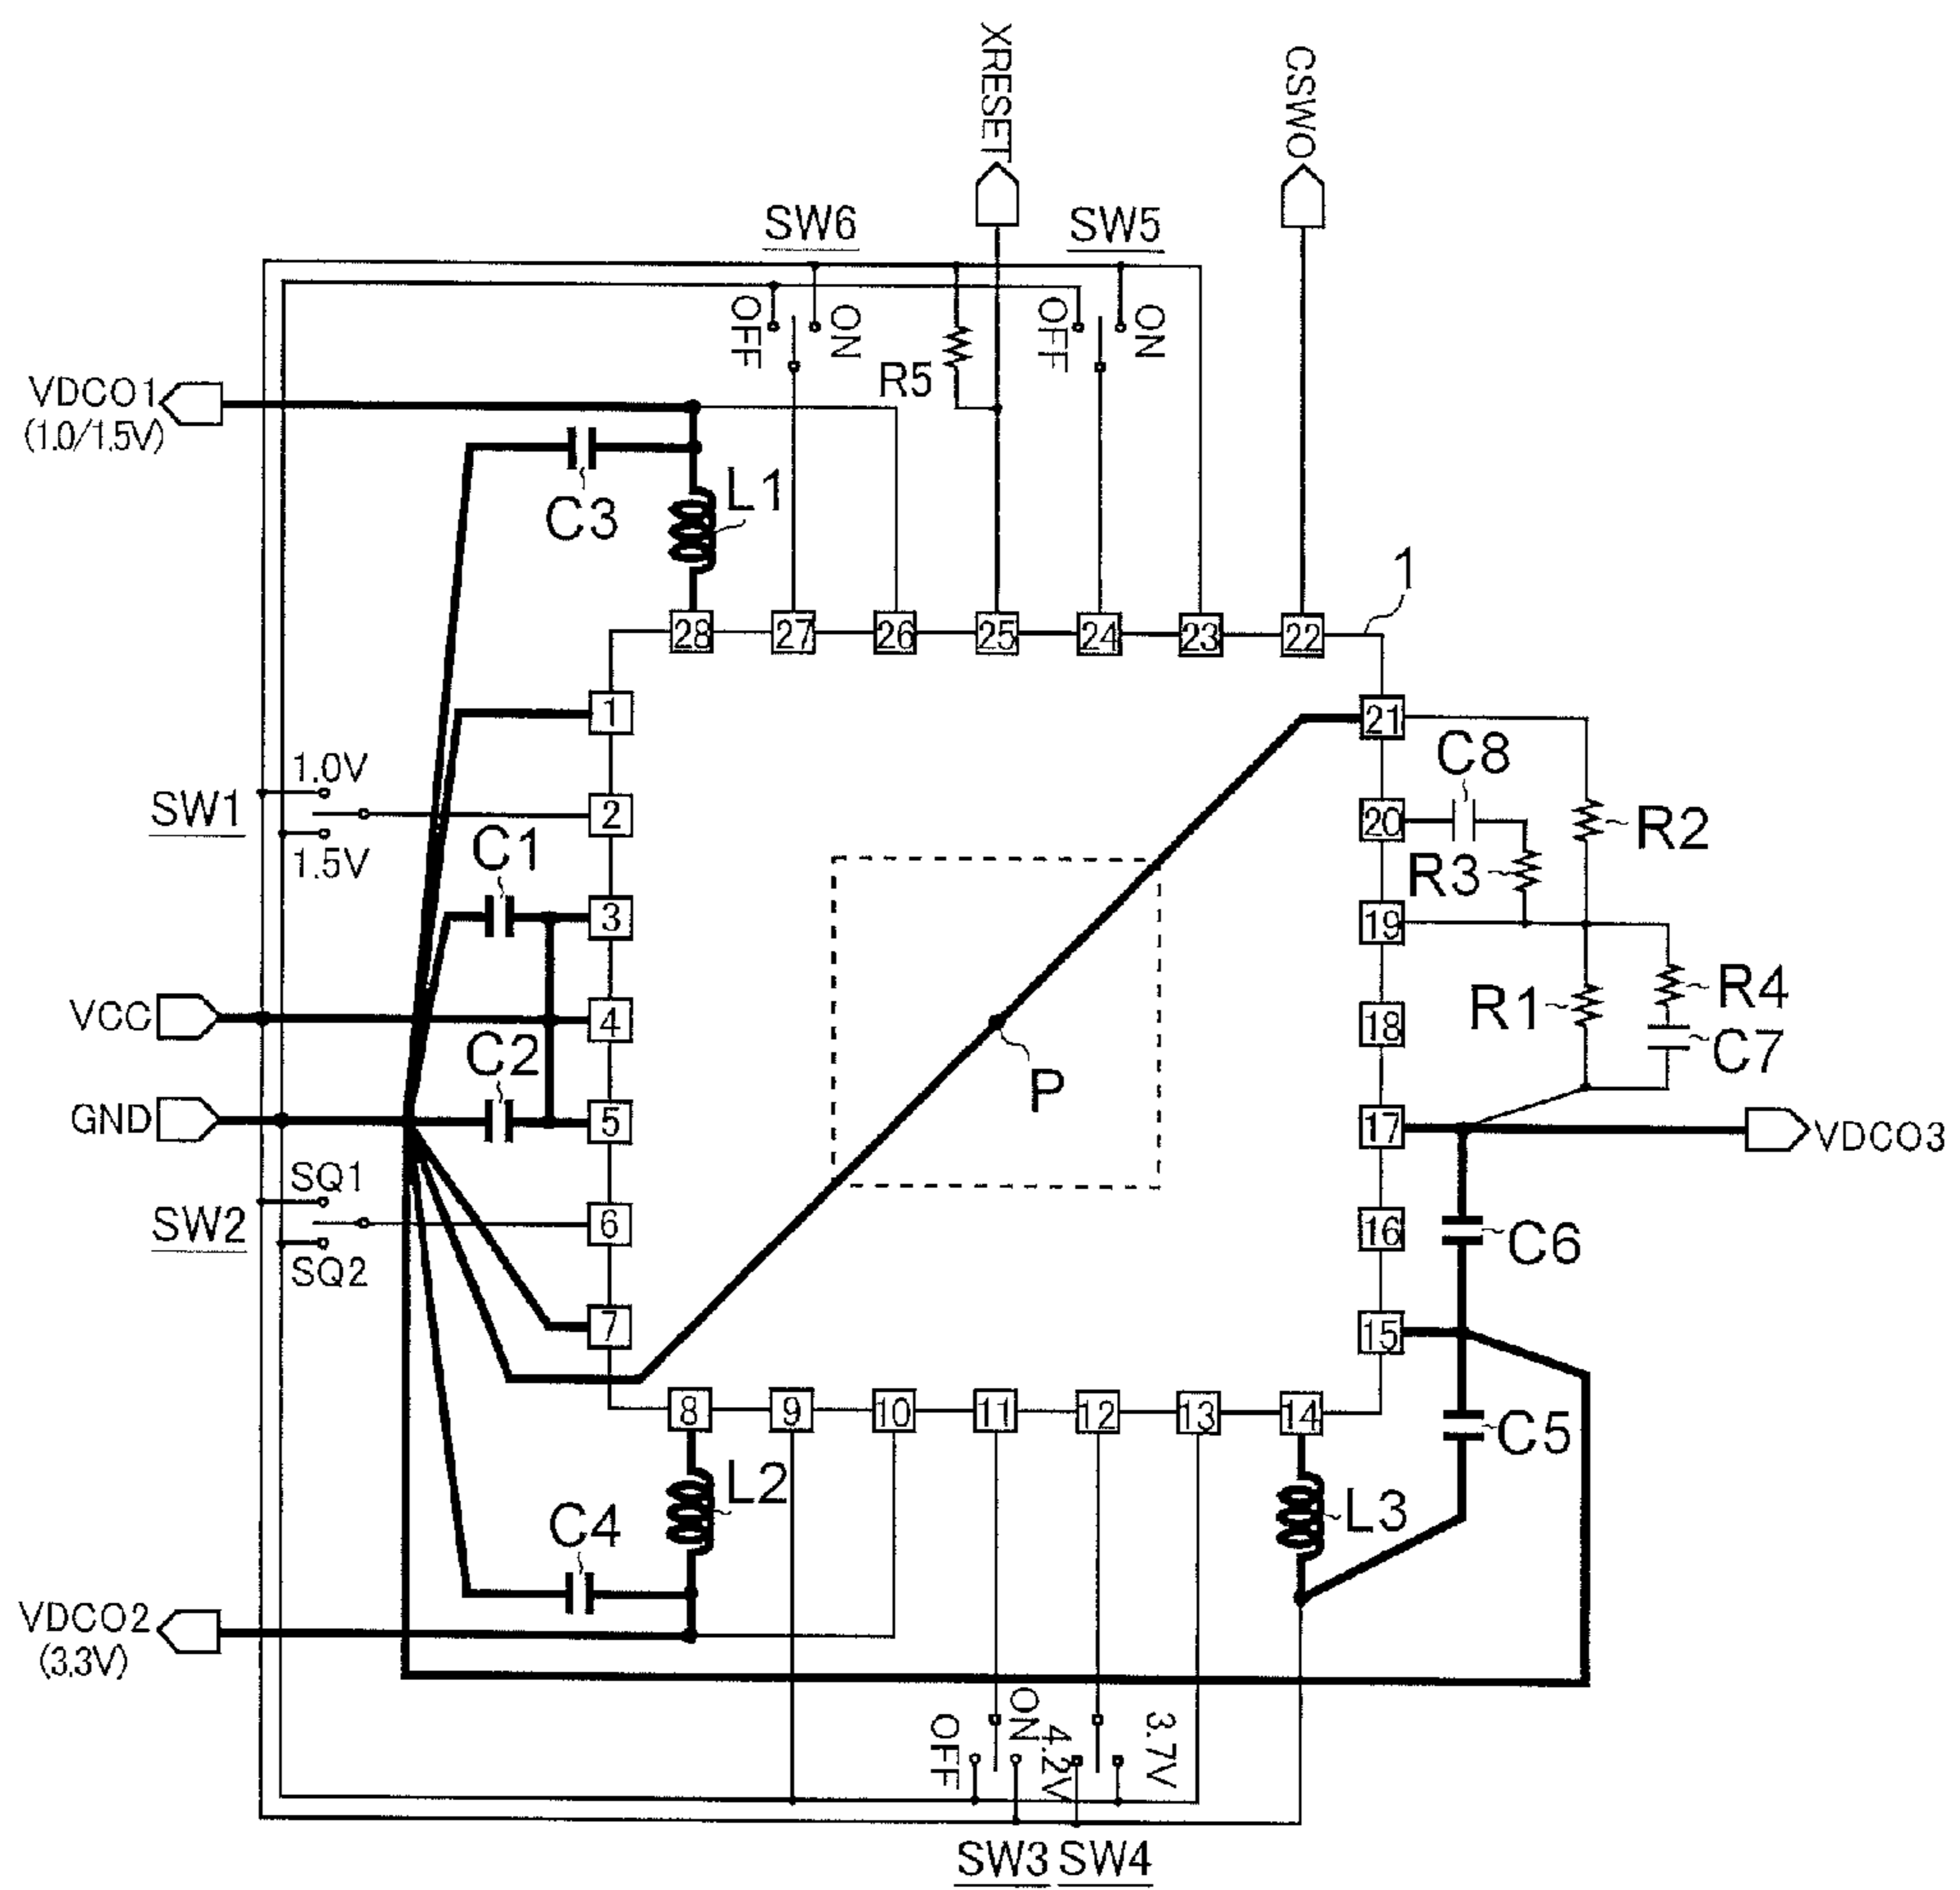 XRESET
CSWO
SW6
SW5
OFF
ON
OFF
ON
R5
VDCO1
(1.0/1.5V)
C3
L1
1
28
27
26
25
24
23
22
1
21
C8
1.0V
SW1
1.5V
2
20
R2
C1
R3
3
19
R4
VCC
C2
4
18
R1
C7
P
GND
5
17
VDCO3
SQ1
SW2
SQ2
6
16
C6
7
15
8
9
10
11
12
13
14
C5
L2
L3
C4
VDCO2
(3.3V)
OFF
ON
4.2V
3.7V
SW3
SW4